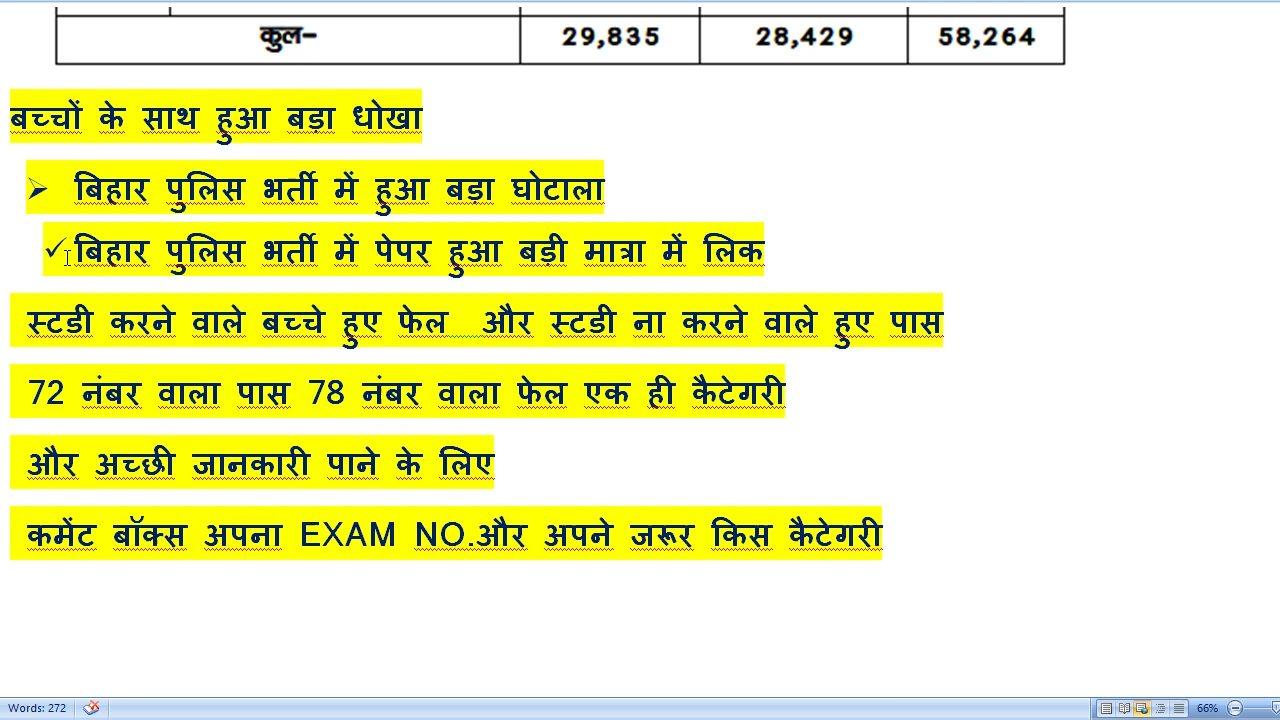 कुल– 29,835 28,429 58,264
बच्चों के साथ हुआ बड़ा धोखा
➢ बिहार पुलिस भर्ती में हुआ बड़ा घोटाला
✓ बिहार पुलिस भर्ती में पेपर हुआ बड़ी मात्रा में लिक
स्टडी करने वाले बच्चे हुए फेल और स्टडी ना करने वाले हुए पास
72 नंबर वाला पास 78 नंबर वाला फेल एक ही कैटेगरी
और अच्छी जानकारी पाने के लिए
कमेंट बॉक्स अपना EXAM NO.और अपने जरूर किस कैटेगरी
Words: 272 66%